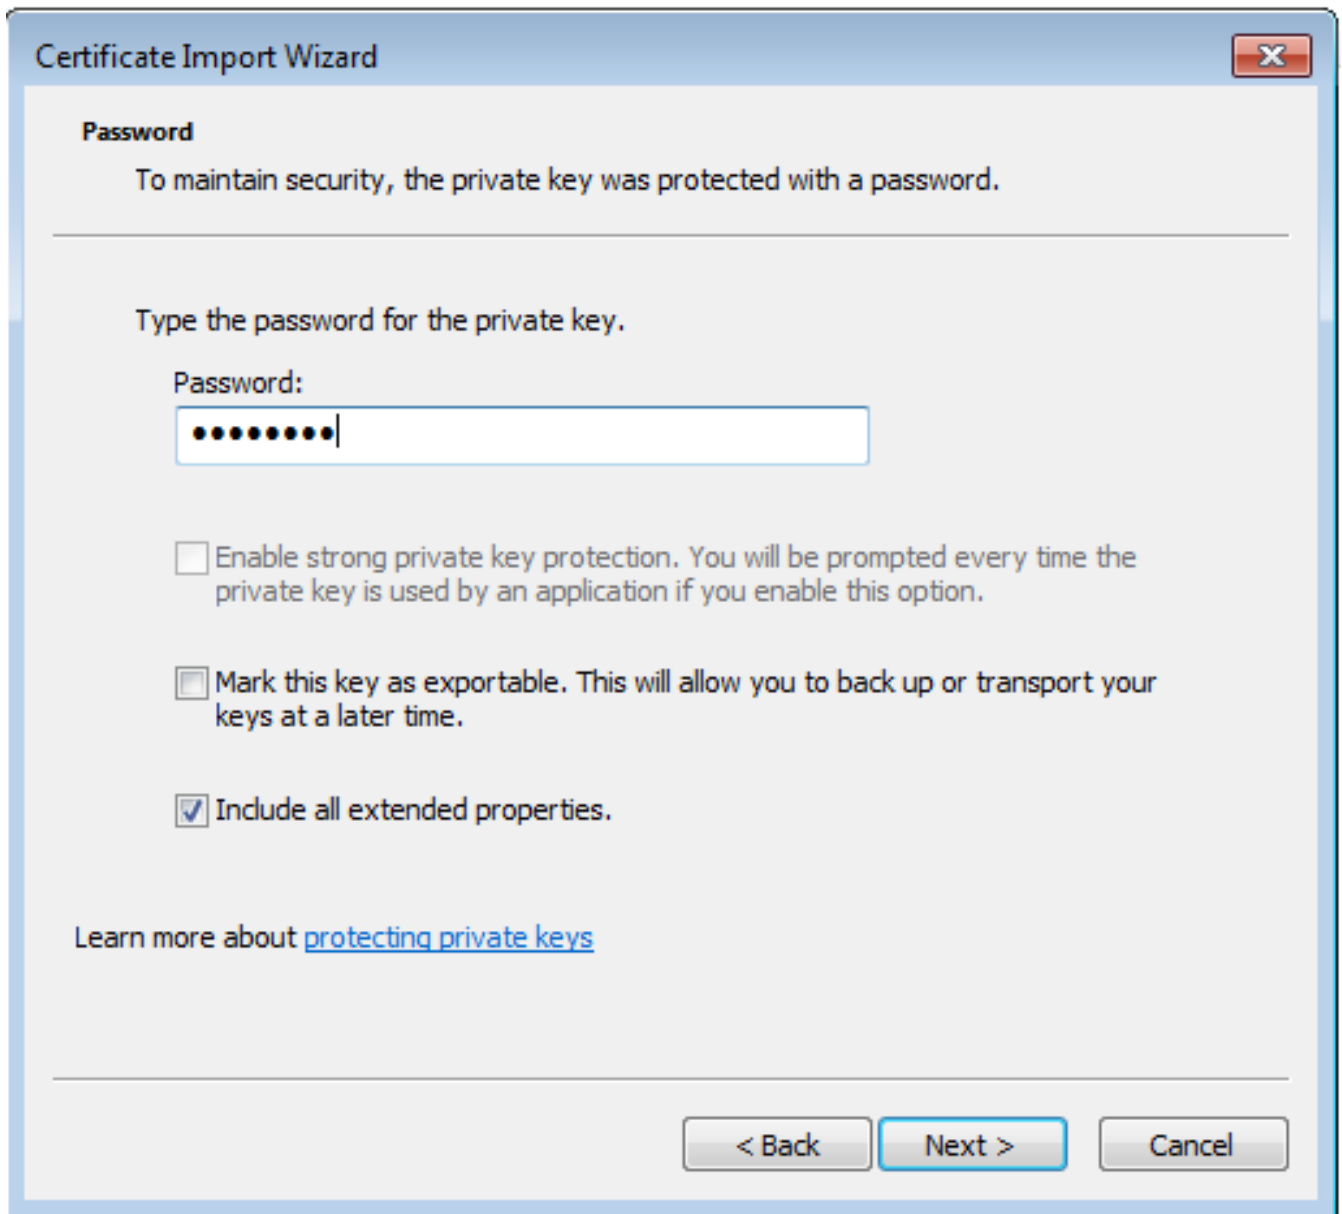 Certificate Import Wizard
Password
To maintain security, the private key was protected with a password.
Type the password for the private key.
Password:
••••••••
Enable strong private key protection. You will be prompted every time the
private key is used by an application if you enable this option.
Mark this key as exportable. This will allow you to back up or transport your
keys at a later time.
Include all extended properties.
Learn more about protecting private keys
< Back Next > Cancel